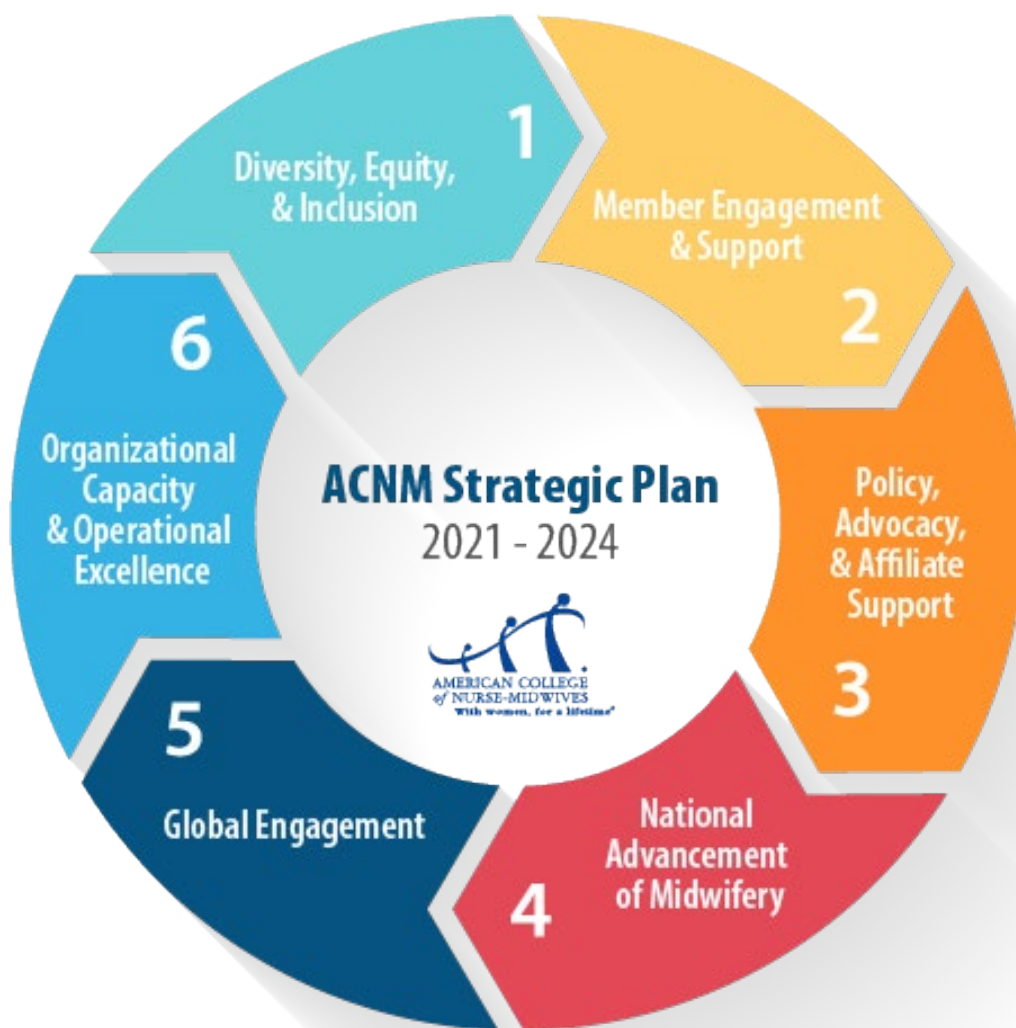 ACNM Strategic Plan
2021 - 2024
AMERICAN COLLEGE
of NURSE-MIDWIVES
With women, for a lifetime®
1
Diversity, Equity,
& Inclusion
Member Engagement
& Support
2
Policy,
Advocacy,
& Affiliate
Support
3
National
Advancement
of Midwifery
4
5
Global Engagement
6
Organizational
Capacity
& Operational
Excellence